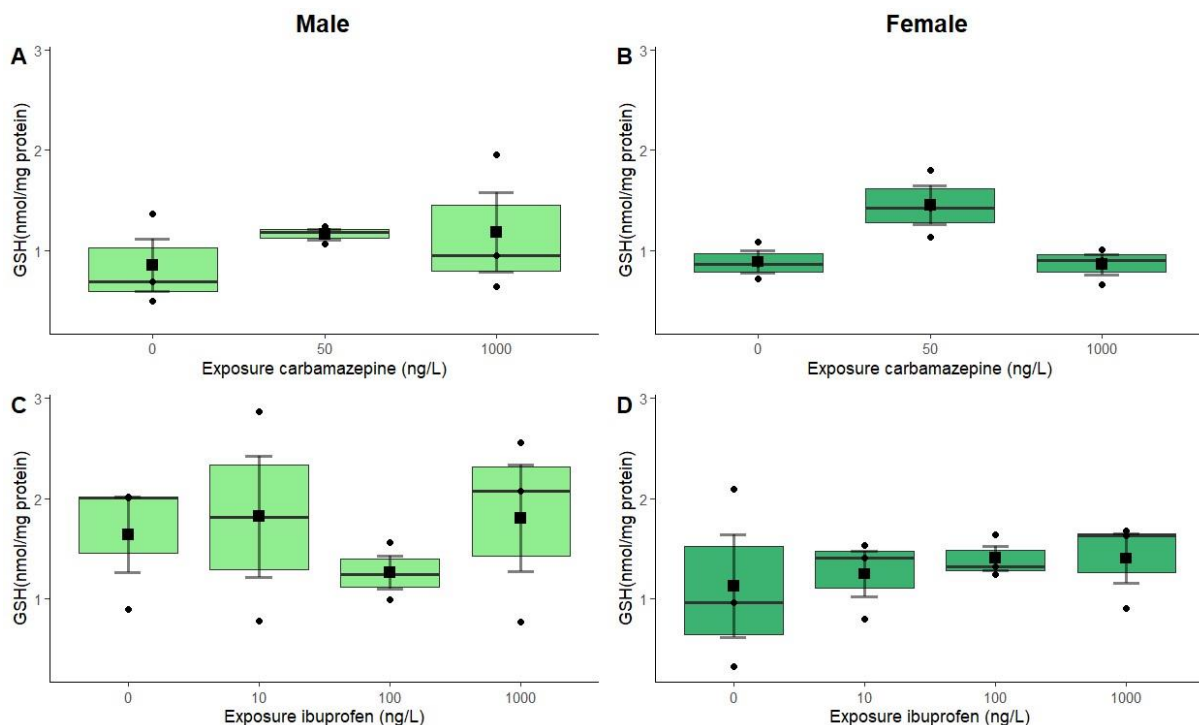 Male
Female
A
B
GSH(nmol/mg protein)
3
2
1
0
50
1000
Exposure carbamazepine (ng/L)
GSH(nmol/mg protein)
3
2
1
0
50
1000
Exposure carbamazepine (ng/L)
C
D
GSH(nmol/mg protein)
3
2
1
0
10
100
1000
Exposure ibuprofen (ng/L)
GSH(nmol/mg protein)
3
2
1
0
10
100
1000
Exposure ibuprofen (ng/L)